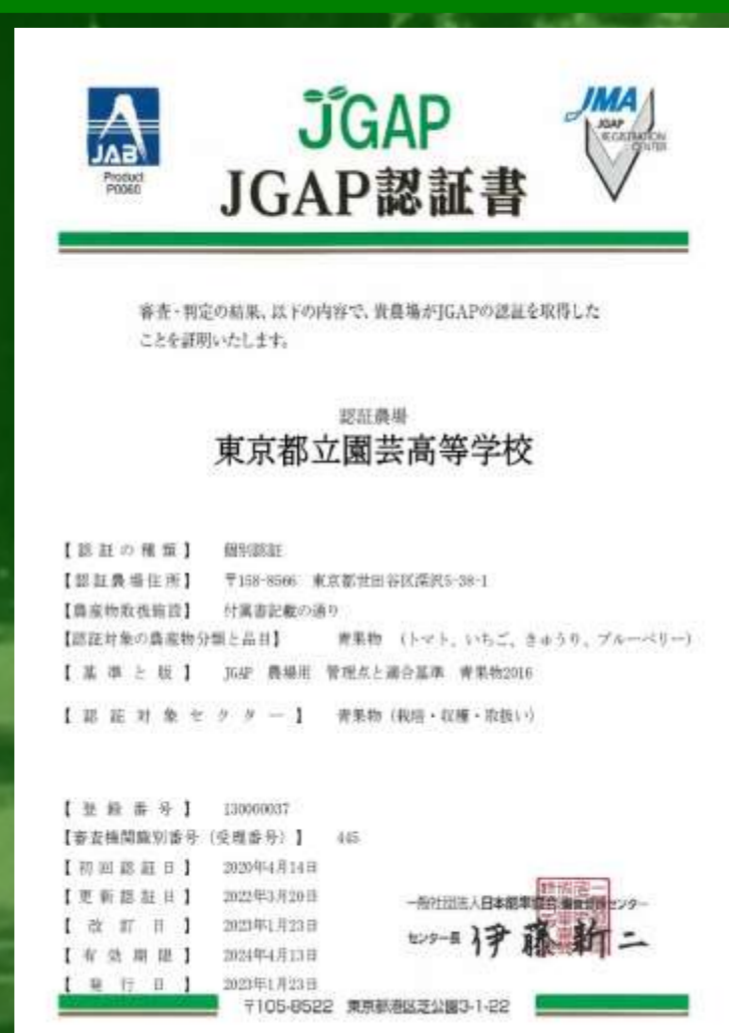 JAB
Product
P0060
JGAP
JMA
JGAP
REGISTRATION
CENTER
JGAP認証書
審査・判定の結果、以下の内容で、貴農場がJGAPの認証を取得した
ことを証明いたします。
認証農場
東京都立園芸高等学校
【認証の種類】 個別認証
【認証農場住所】 〒158-8566 東京都世田谷区深沢5-38-1
【農産物取扱施設】 付属書記載の通り
【認証対象の農産物分類と品目】 青果物 (トマト、いちご、きゅうり、ブルーベリー)
【基準と版】 JGAP 農場用 管理点と適合基準 青果物2016
【認証対象セクター】 青果物(栽培・収穫・取扱い)
【登録番号】 130000037
【審査機関識別番号(受理番号)】 445
【初回認証日】 2020年4月14日
【更新認証日】 2022年3月20日
【改訂日】 2023年1月23日
【有効期限】 2024年4月13日
【発行日】 2023年1月23日
一般社団法人日本能率協会 審査登録センター
センター長 伊藤新二
〒105-8522 東京都港区芝公園3-1-22